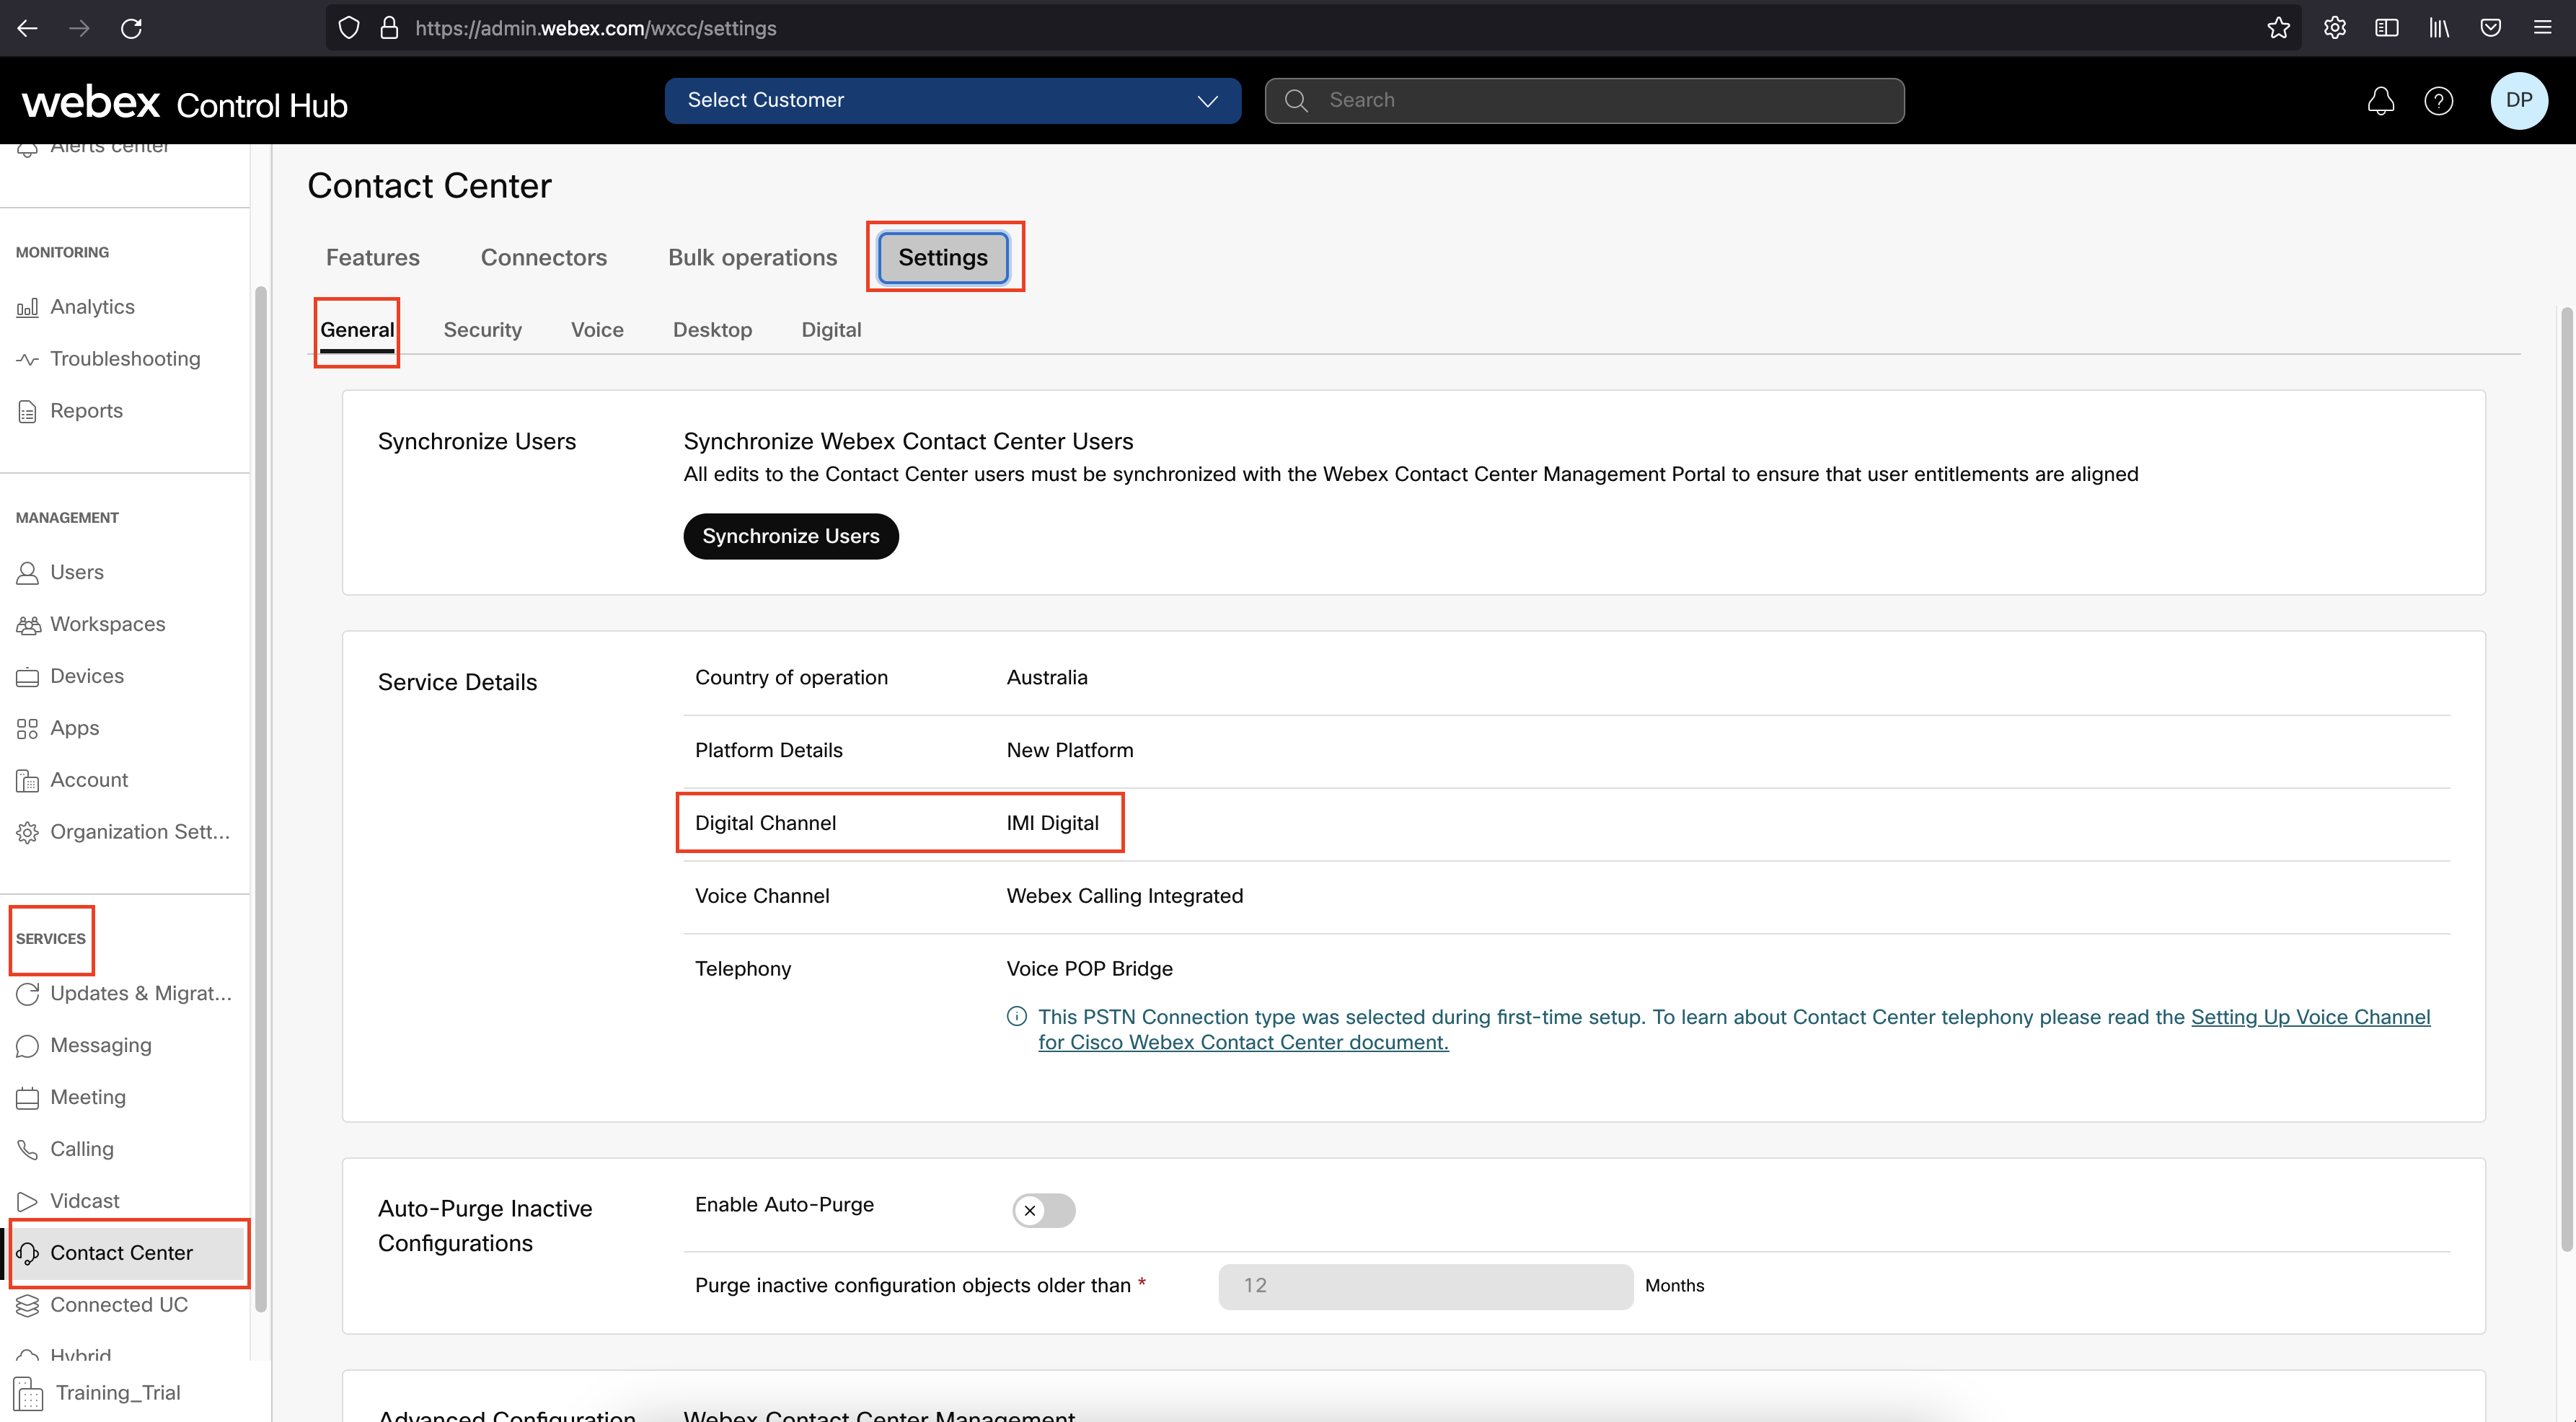 https://admin.webex.com/wxcc/settings
webex Control Hub
Select Customer
Search
DP
Alerts center
MONITORING
Analytics
Troubleshooting
Reports
MANAGEMENT
Users
Workspaces
Devices
Apps
Account
Organization Sett...
SERVICES
Updates & Migrat...
Messaging
Meeting
Calling
Vidcast
Contact Center
Connected UC
Hybrid
Training_Trial
Contact Center
Features Connectors Bulk operations Settings
General Security Voice Desktop Digital
Synchronize Users
Synchronize Webex Contact Center Users
All edits to the Contact Center users must be synchronized with the Webex Contact Center Management Portal to ensure that user entitlements are aligned
Synchronize Users
Service Details
Country of operation Australia
Platform Details New Platform
Digital Channel IMI Digital
Voice Channel Webex Calling Integrated
Telephony Voice POP Bridge
This PSTN Connection type was selected during first-time setup. To learn about Contact Center telephony please read the Setting Up Voice Channel
for Cisco Webex Contact Center document.
Auto-Purge Inactive
Configurations
Enable Auto-Purge
Purge inactive configuration objects older than * 12 Months
Advanced Configuration Webex Contact Center Management